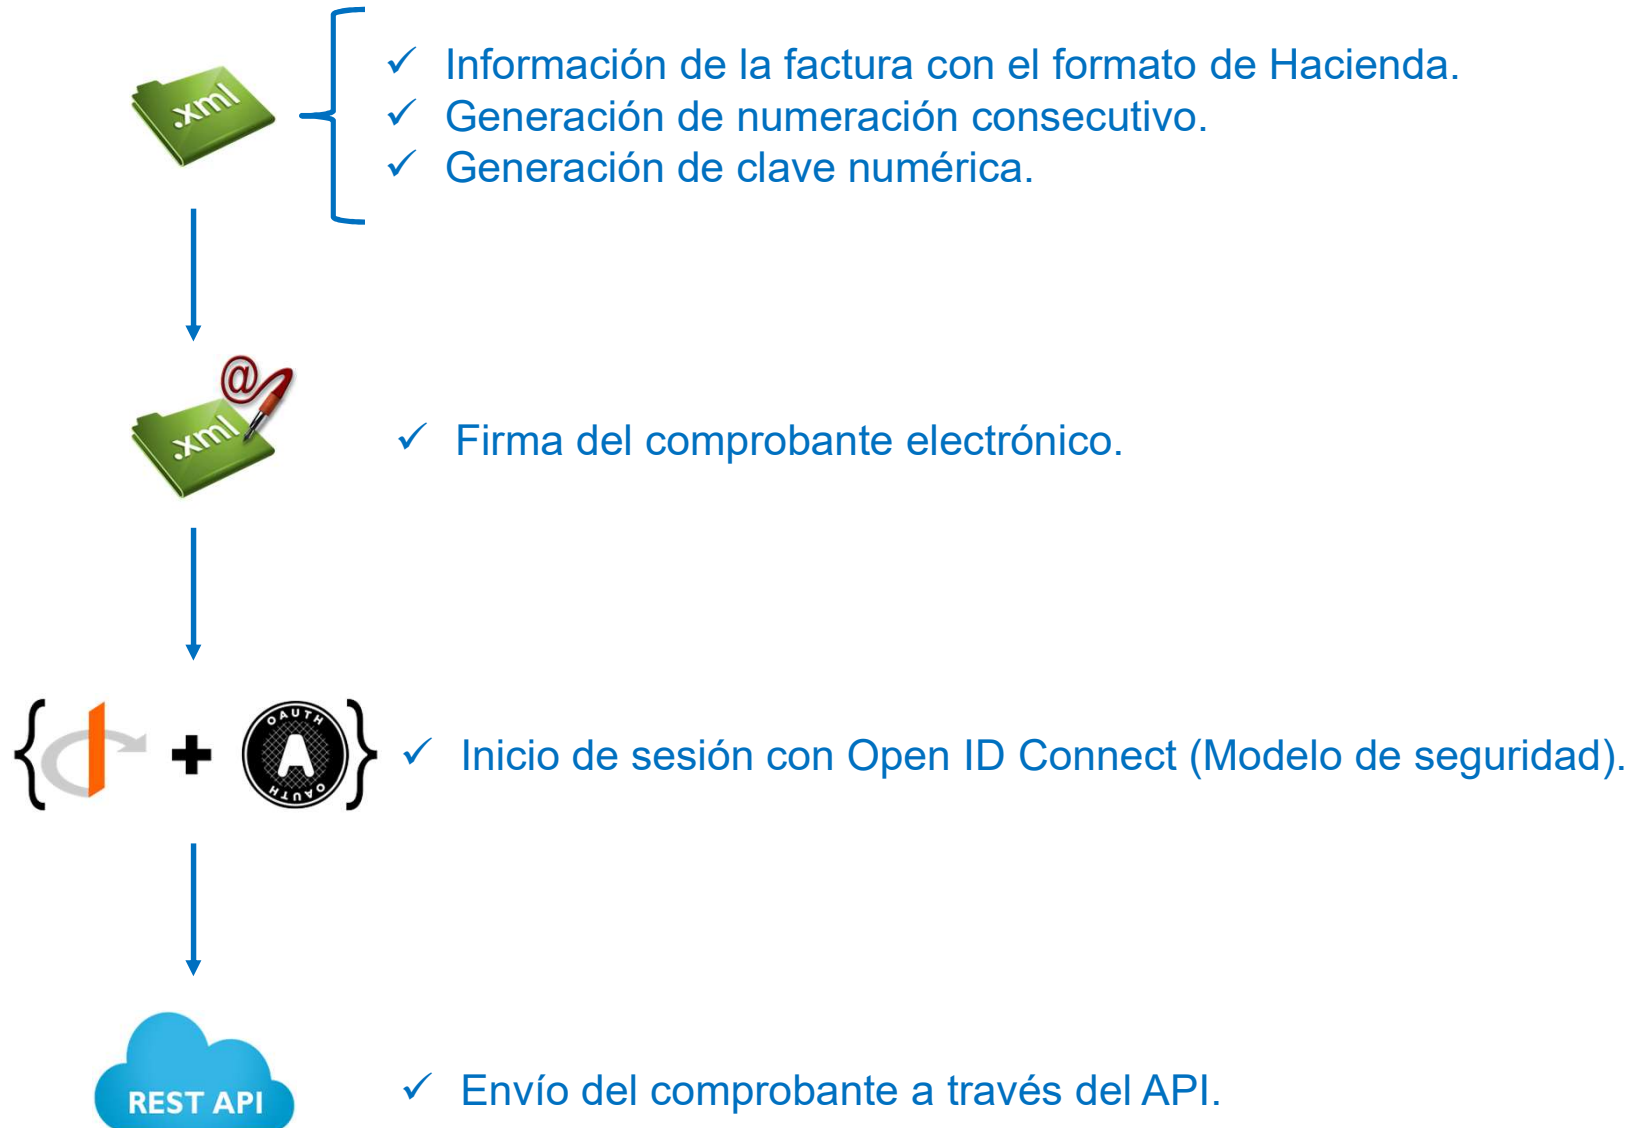 .xml
✓ Información de la factura con el formato de Hacienda.
✓ Generación de numeración consecutivo.
✓ Generación de clave numérica.
@
.xml
✓ Firma del comprobante electrónico.
{ + OAUTH A OAUTH }
✓ Inicio de sesión con Open ID Connect (Modelo de seguridad).
REST API
✓ Envío del comprobante a través del API.